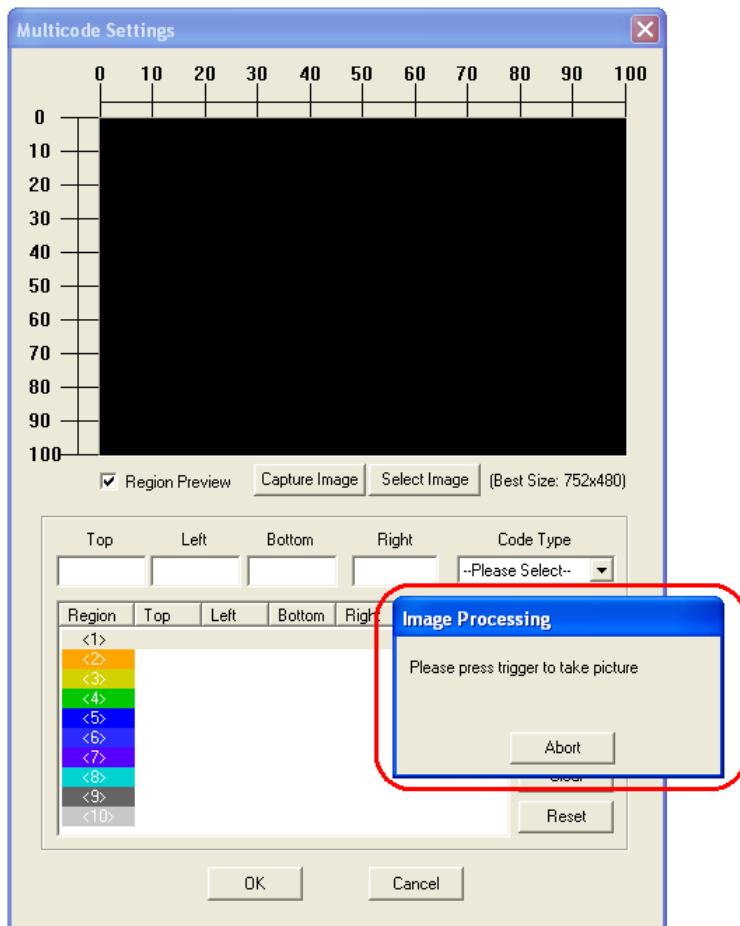 Multicode Settings
0 10 20 30 40 50 60 70 80 90 100
0
10
20
30
40
50
60
70
80
90
100
Region Preview Capture Image Select Image (Best Size: 752x480)
Top Left Bottom Right Code Type
--Please Select--
Region Top Left Bottom Right
<1>
<2>
<3>
<4>
<5>
<6>
<7>
<8>
<9>
<10>
Image Processing
Please press trigger to take picture
Abort
Clear
Reset
OK Cancel